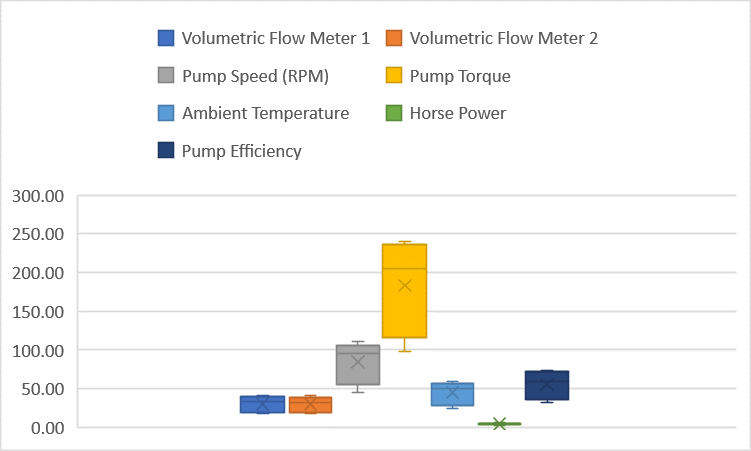 Volumetric Flow Meter 1 Volumetric Flow Meter 2
Pump Speed (RPM) Pump Torque
Ambient Temperature Horse Power
Pump Efficiency
300.00
250.00
200.00
150.00
100.00
50.00
0.00